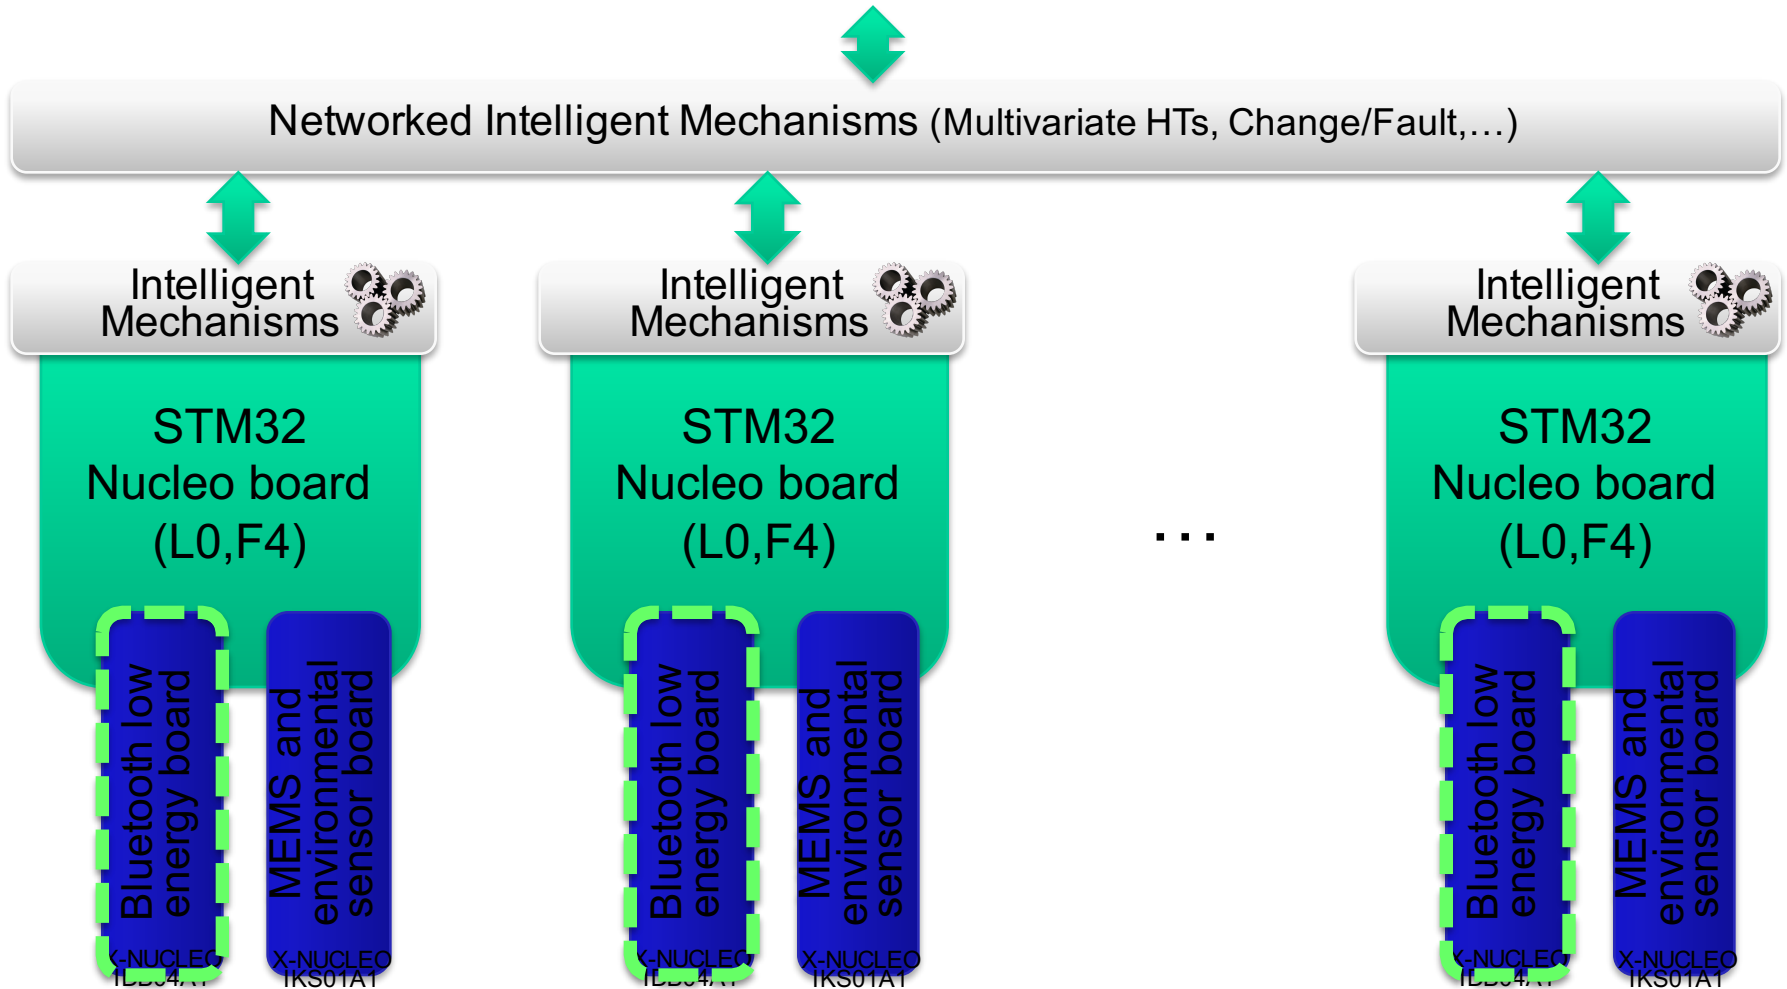 Networked Intelligent Mechanisms (Multivariate HTs, Change/Fault,…)
Intelligent
Mechanisms
STM32
Nucleo board
(L0,F4)
Bluetooth low
energy board
X-NUCLEO
MEMS and
environmental
sensor board
X-NUCLEO
IKS01A1
Intelligent
Mechanisms
STM32
Nucleo board
(L0,F4)
Bluetooth low
energy board
X-NUCLEO
MEMS and
environmental
sensor board
X-NUCLEO
IKS01A1
…
Intelligent
Mechanisms
STM32
Nucleo board
(L0,F4)
Bluetooth low
energy board
X-NUCLEO
MEMS and
environmental
sensor board
X-NUCLEO
IKS01A1